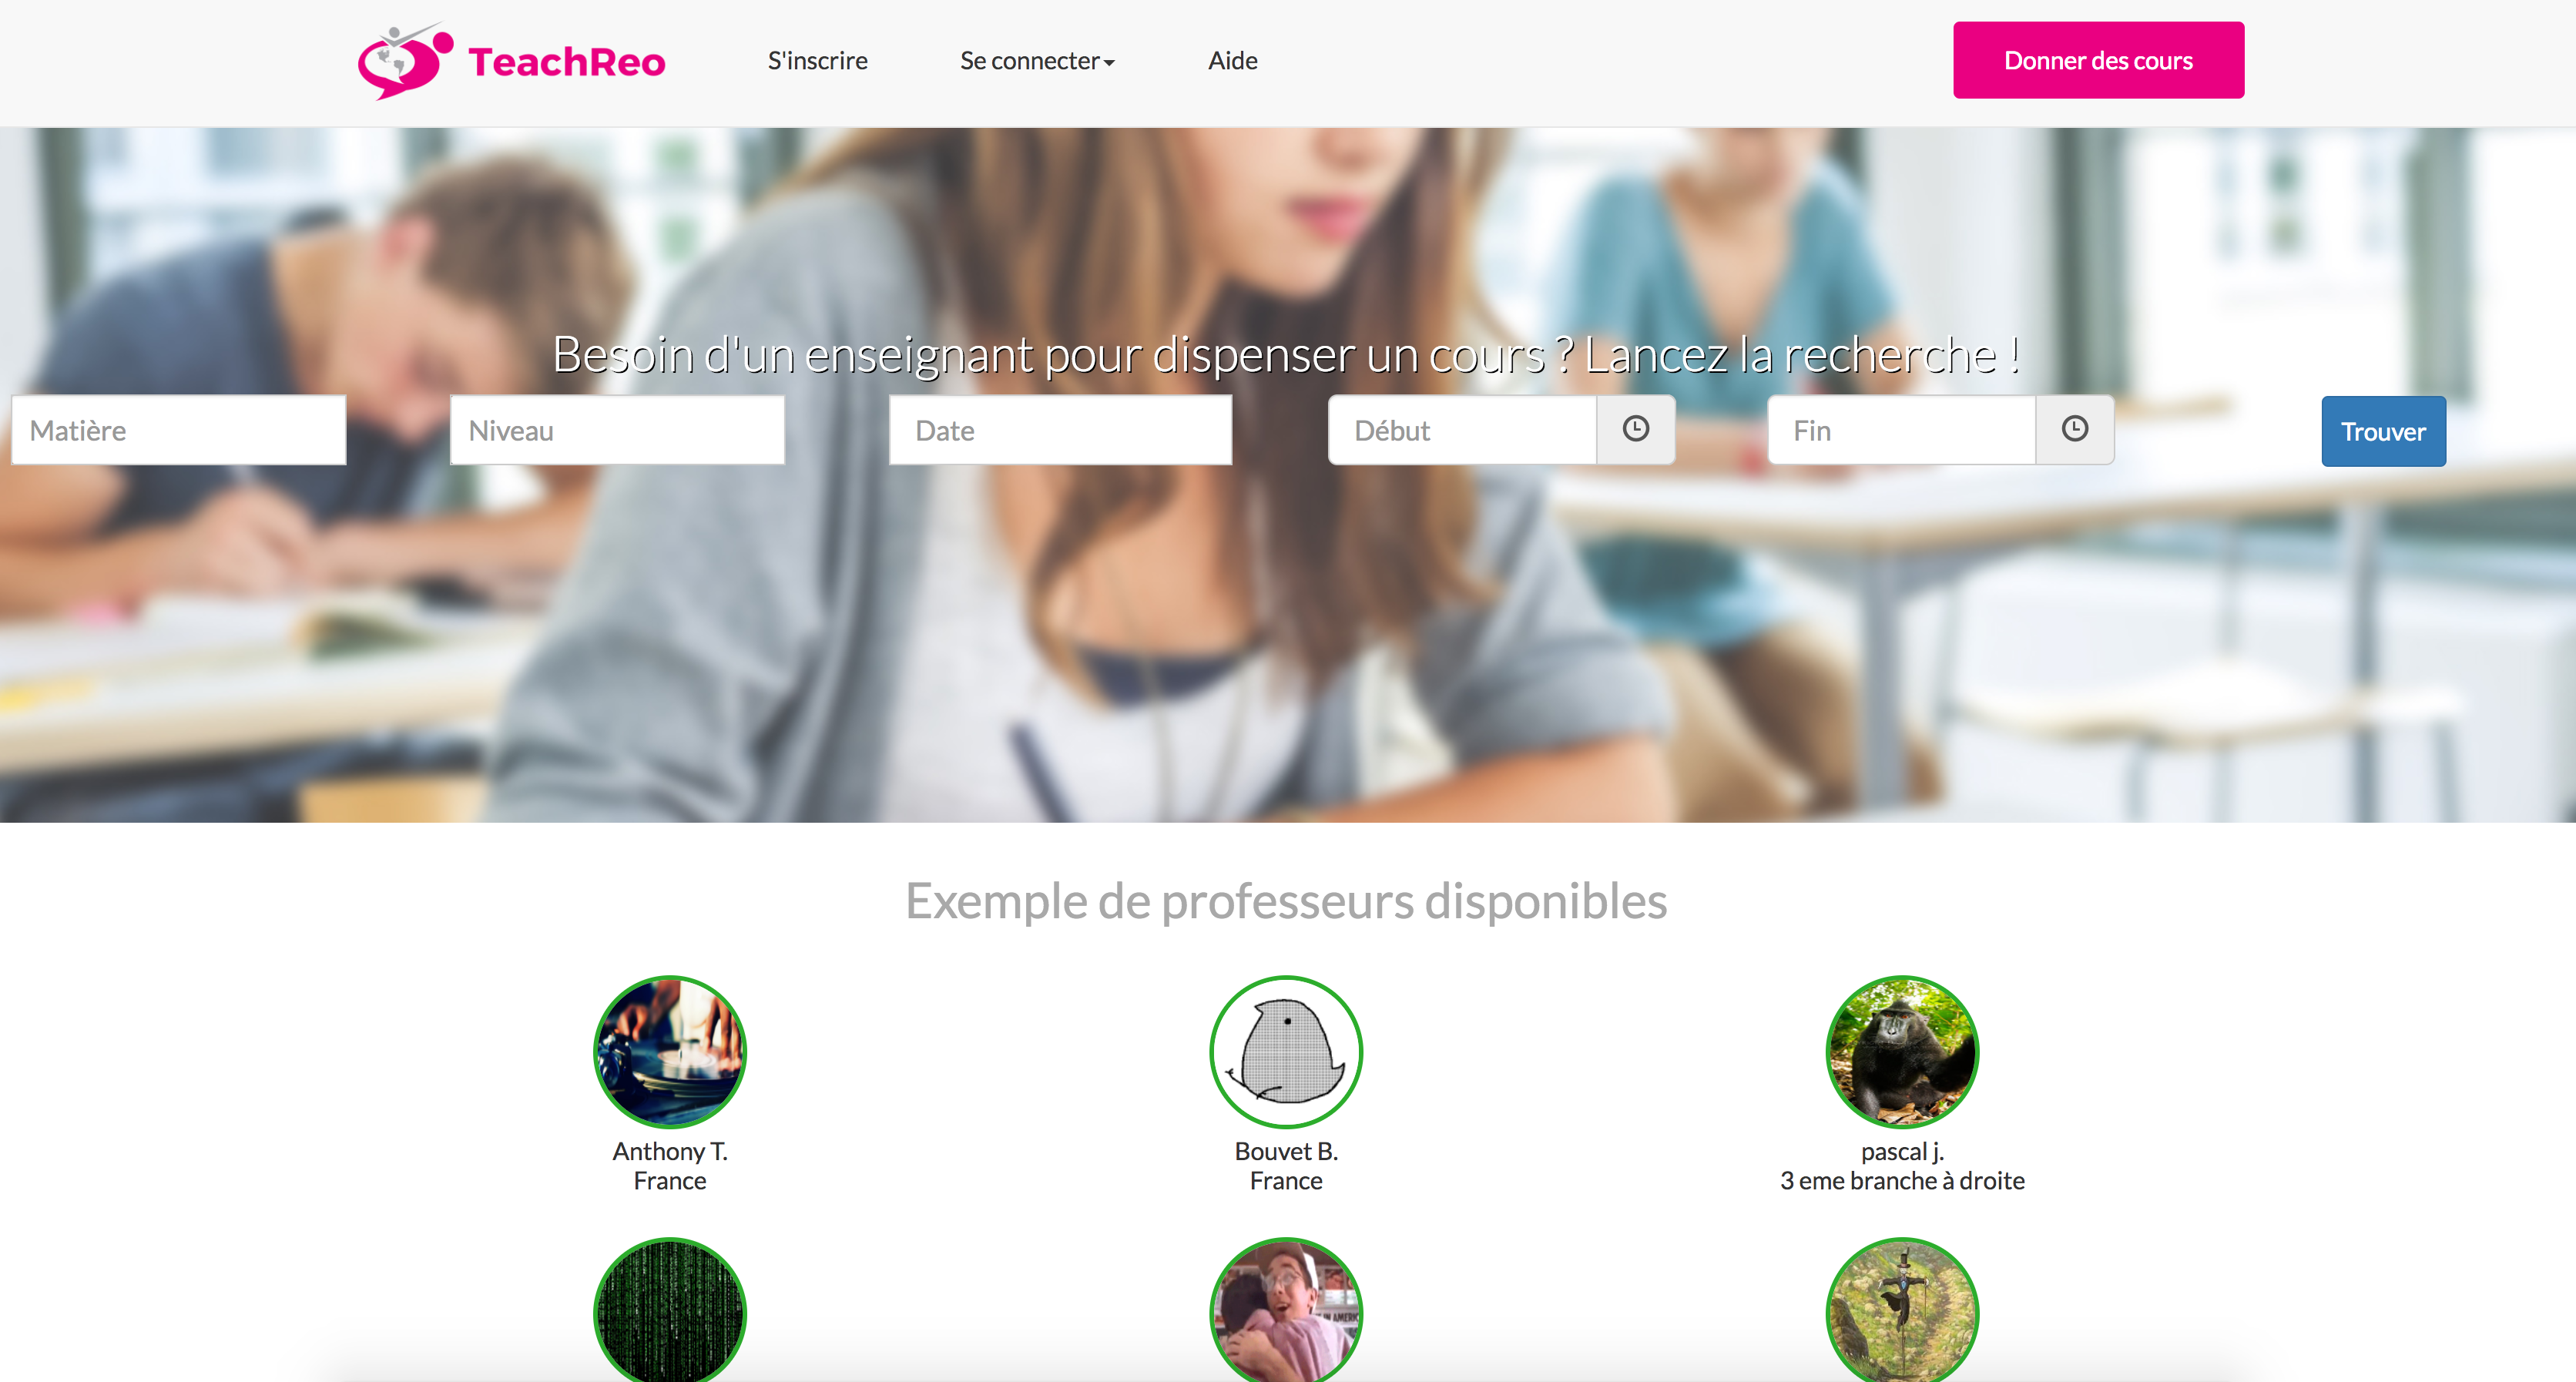 TeachReo
S'inscrire
Se connecter
Aide
Donner des cours
Besoin d'un enseignant pour dispenser un cours ? Lancez la recherche !
Matière
Niveau
Date
Début
Fin
Trouver
Exemple de professeurs disponibles
Anthony T.
France
Bouvet B.
France
pascal j.
3 eme branche à droite